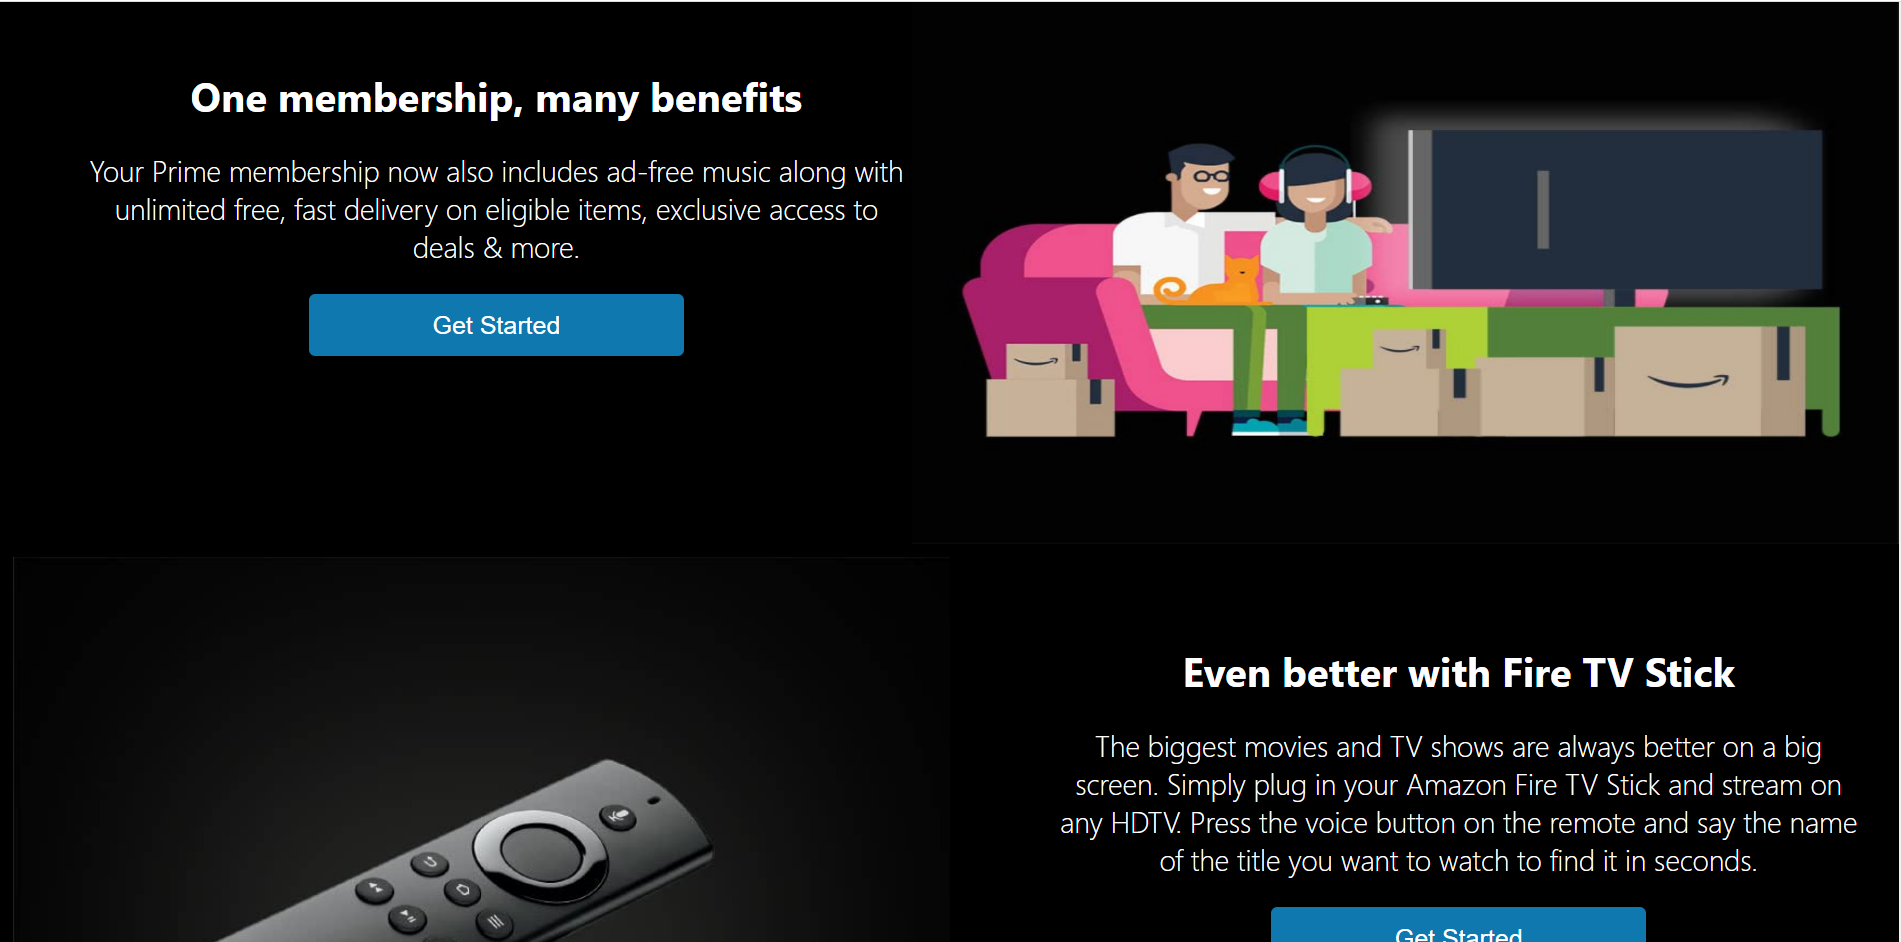 One membership, many benefits
Your Prime membership now also includes ad-free music along with
unlimited free, fast delivery on eligible items, exclusive access to
deals & more.
Get Started
Even better with Fire TV Stick
The biggest movies and TV shows are always better on a big
screen. Simply plug in your Amazon Fire TV Stick and stream on
any HDTV. Press the voice button on the remote and say the name
of the title you want to watch to find it in seconds.
Get Started